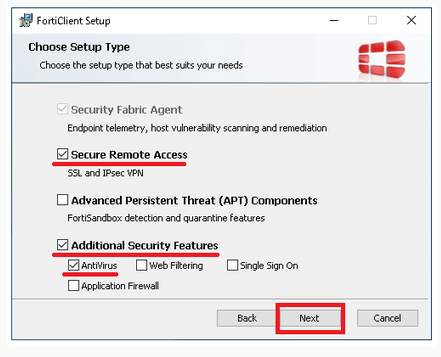 FortiClient Setup
Choose Setup Type
Choose the setup type that best suits your needs
Security Fabric Agent
Endpoint telemetry, host vulnerability scanning and remediation
Secure Remote Access
SSL and IPsec VPN
Advanced Persistent Threat (APT) Components
FortiSandbox detection and quarantine features
Additional Security Features
AntiVirus Web Filtering Single Sign On
Application Firewall
Back Next Cancel